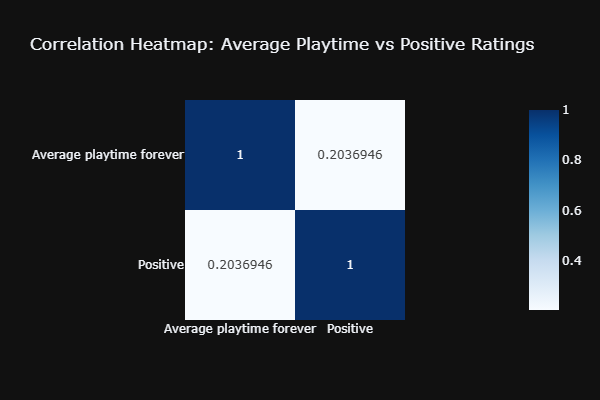 Correlation Heatmap: Average Playtime vs Positive Ratings
Average playtime forever
1
0.2036946
Positive
0.2036946
1
Average playtime forever
Positive
1
0.8
0.6
0.4